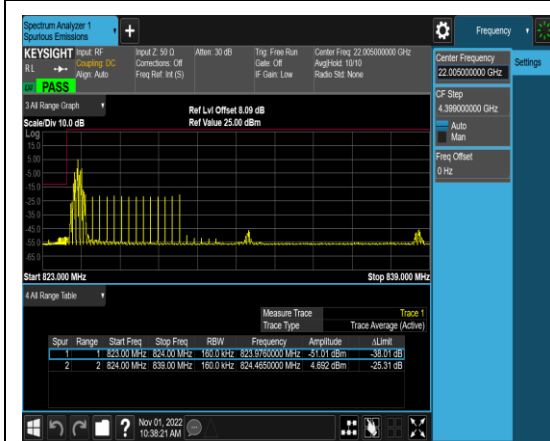 Spectrum Analyzer 1
Spurious Emissions
Frequency
KEYSIGHT Input: RF
RL
Coupling: DC
Align: Auto
Input Z: 50 Ω
Corrections: Off
Freq Ref: Int (S)
Atten: 30 dB
Trig: Free Run
Gate: Off
IF Gain: Low
Center Freq: 22.005000000 GHz
Avg|Hold: 10/10
Radio Std: None
PASS
Center Frequency
22.005000000 GHz
Settings
CF Step
4.399000000 GHz
Auto
Man
Freq Offset
0 Hz
3 All Range Graph
Scale/Div 10.0 dB
Ref Lvl Offset 8.09 dB
Ref Value 25.00 dBm
Log
15.0
5.00
-5.00
-15.0
-25.0
-35.0
-45.0
-55.0
-65.0
Start 823.000 MHz
Stop 839.000 MHz
4 All Range Table
Measure Trace Trace 1
Trace Type Trace Average (Active)
Spur Range Start Freq Stop Freq RBW Frequency Amplitude ΔLimit
1 1 823.00 MHz 824.00 MHz 160.0 kHz 823.9760000 MHz -51.01 dBm -38.01 dB
2 2 824.00 MHz 839.00 MHz 160.0 kHz 824.4650000 MHz 4.692 dBm -25.31 dB
Nov 01, 2022
10:38:21 AM